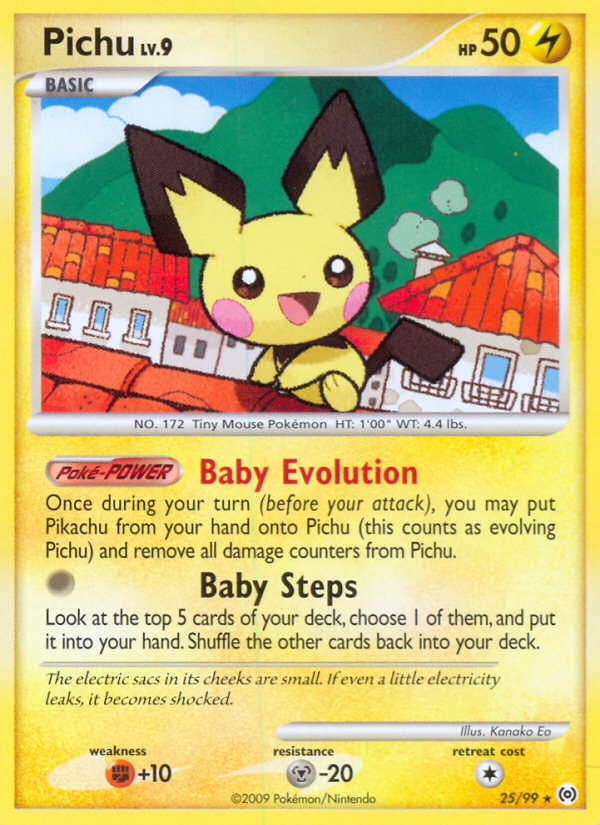 Pichu LV.9 HP 50
BASIC
NO. 172 Tiny Mouse Pokémon HT: 1'00" WT: 4.4 lbs.
Poké-POWER Baby Evolution
Once during your turn (before your attack), you may put
Pikachu from your hand onto Pichu (this counts as evolving
Pichu) and remove all damage counters from Pichu.
Baby Steps
Look at the top 5 cards of your deck, choose 1 of them, and put
it into your hand. Shuffle the other cards back into your deck.
The electric sacs in its cheeks are small. If even a little electricity
leaks, it becomes shocked.
Illus. Kanako Eo
weakness resistance retreat cost
+10 -20
©2009 Pokémon/Nintendo 25/99 ★